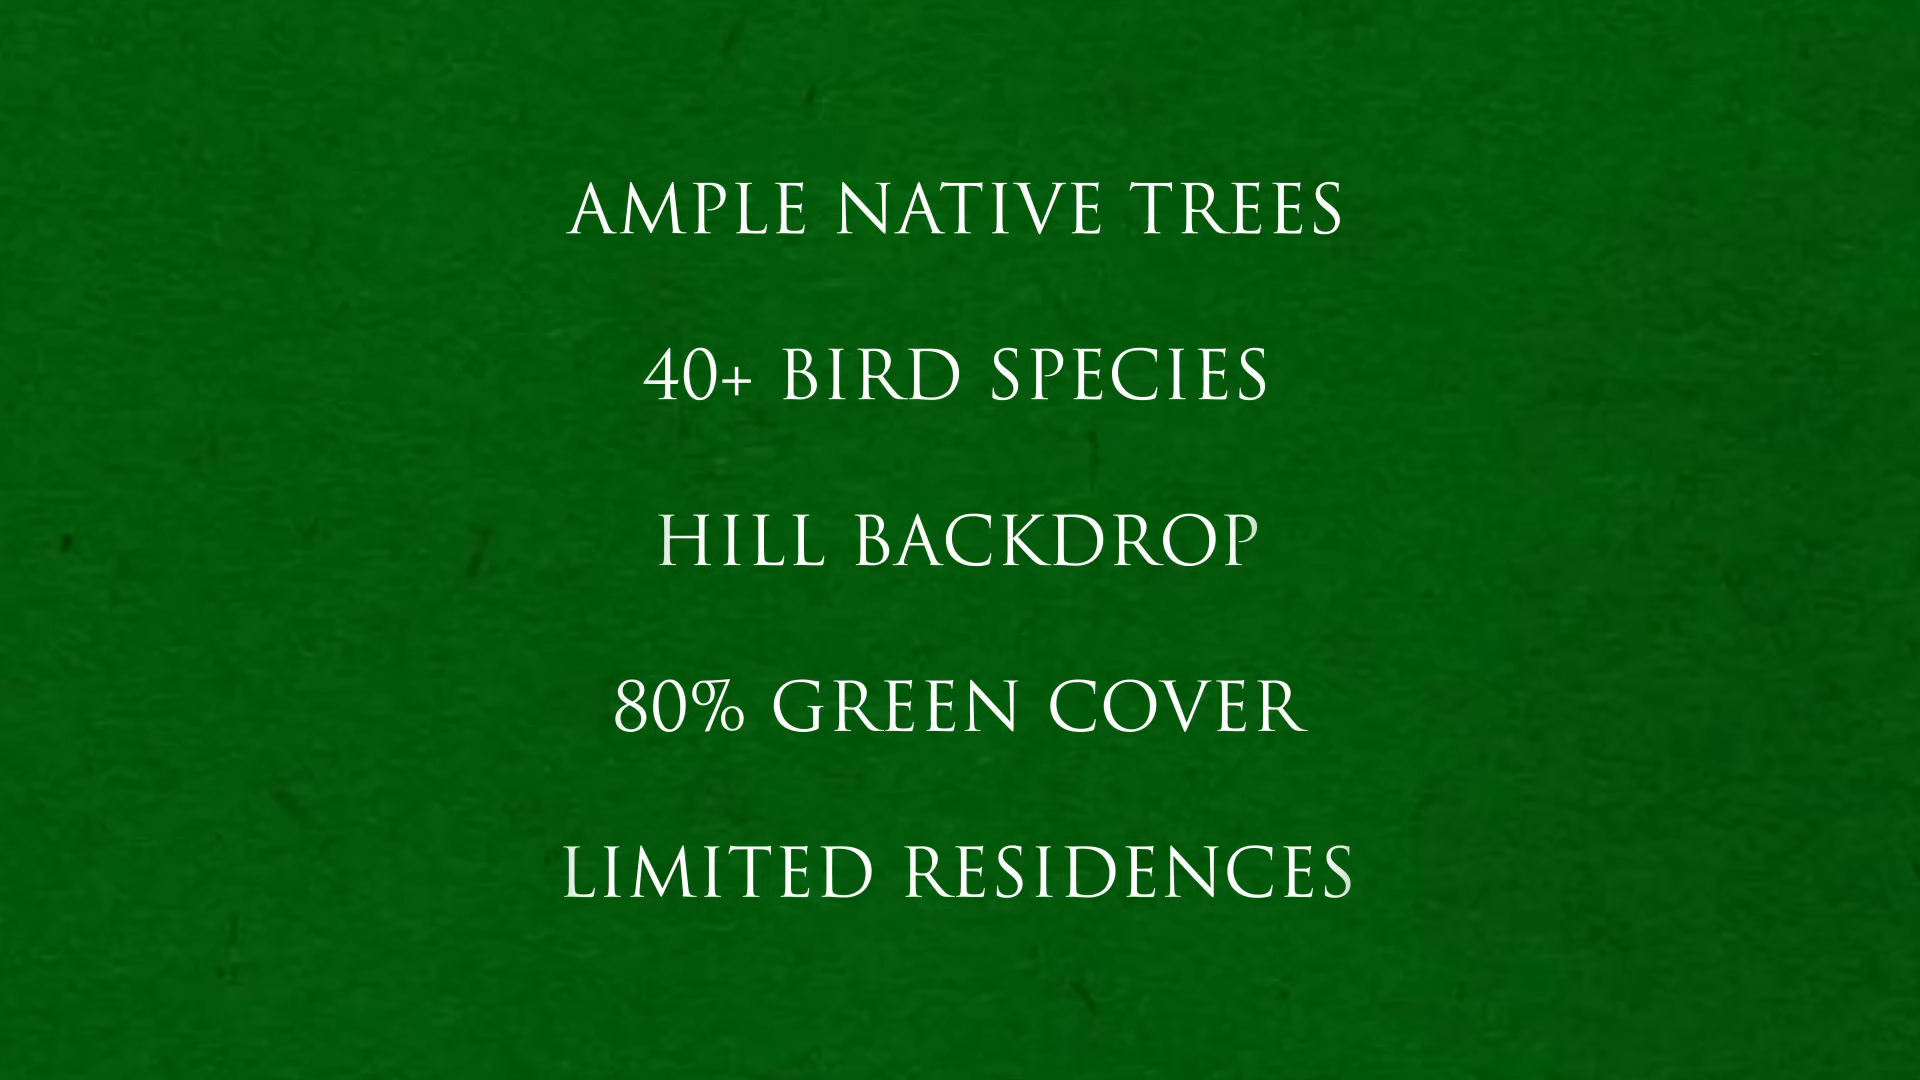 AMPLE NATIVE TREES
40+ BIRD SPECIES
HILL BACKDROP
80% GREEN COVER
LIMITED RESIDENCES